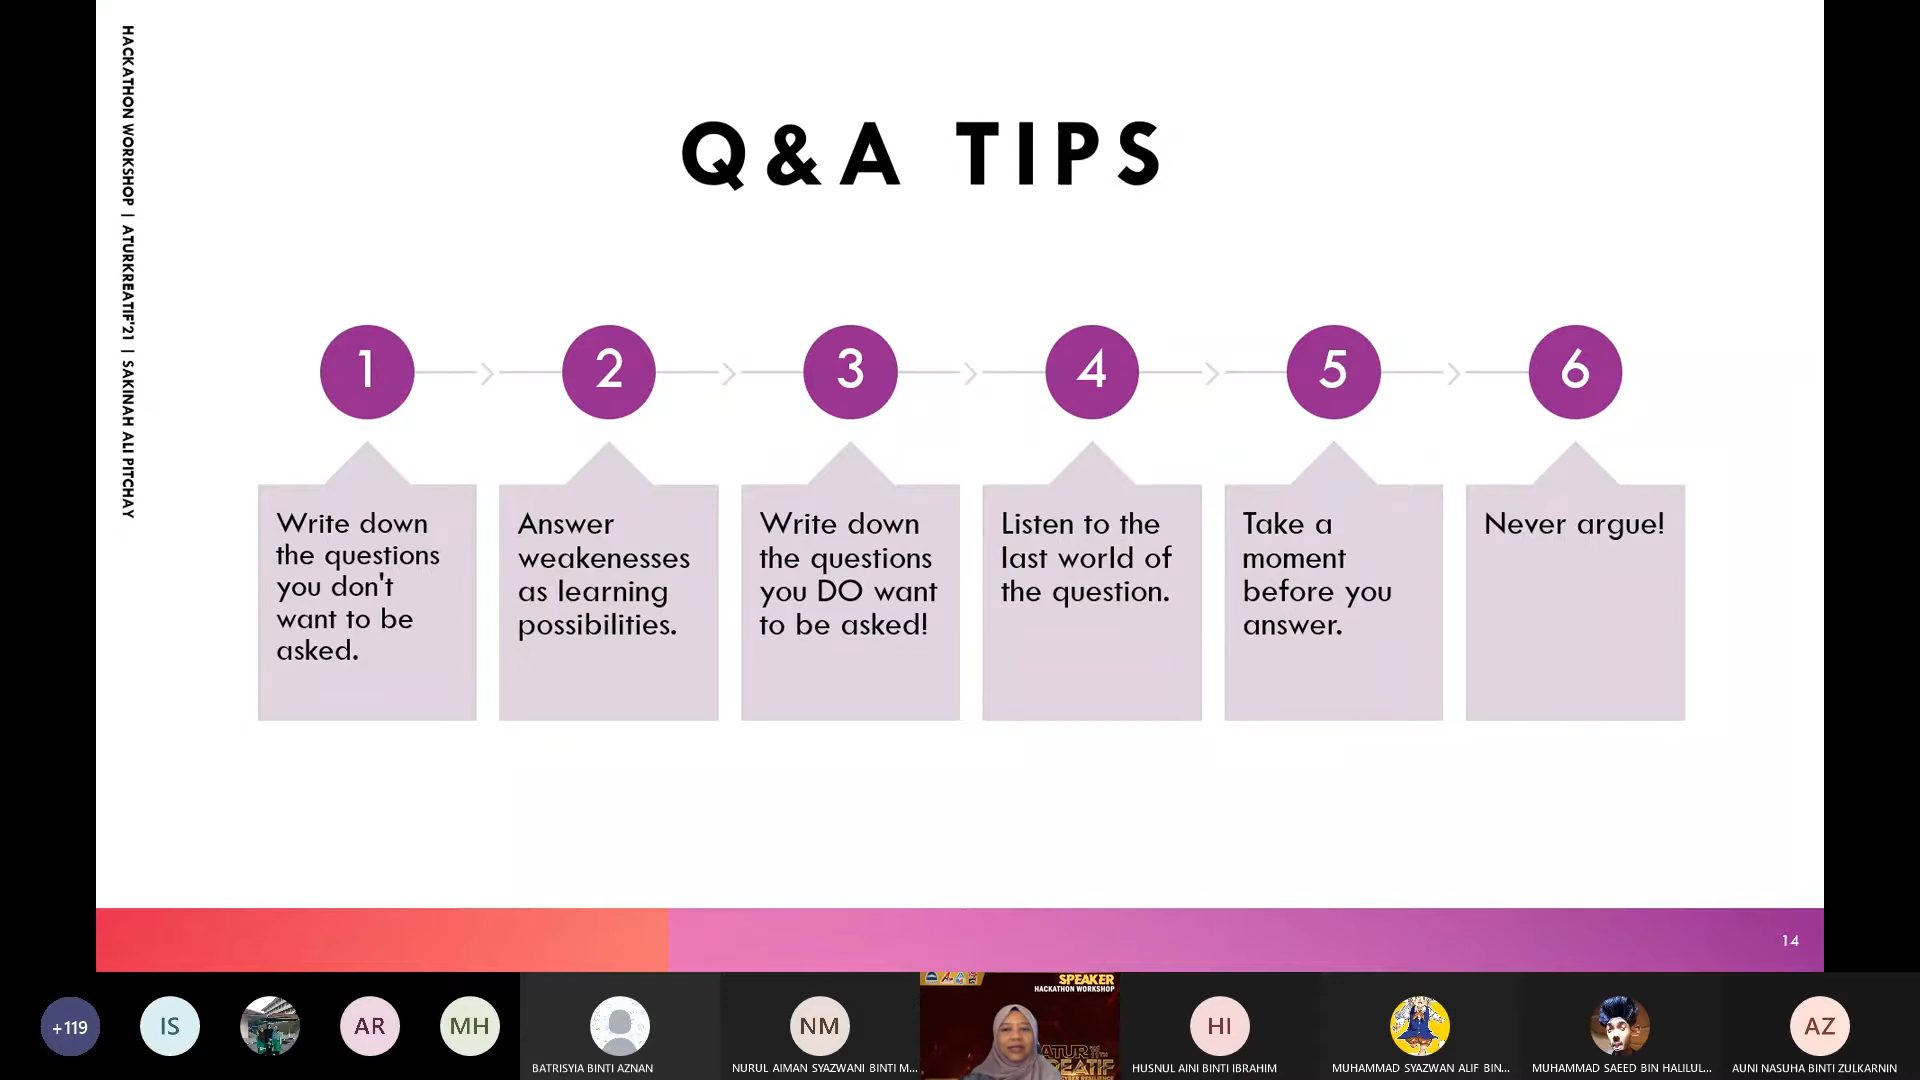 HACKATHON WORKSHOP | ATURKREATIF'21 | SAKINAH ALI PITCHAY
Q&A TIPS
1
Write down
the questions
you don't
want to be
asked.
2
Answer
weakenesses
as learning
possibilities.
3
Write down
the questions
you DO want
to be asked!
4
Listen to the
last world of
the question.
5
Take a
moment
before you
answer.
6
Never argue!
14
+119
IS
AR
MH
BATRISYIA BINTI AZNAN
NM
NURUL AIMAN SYAZWANI BINTI M...
SPEAKER
HACKATHON WORKSHOP
HI
HUSNUL AINI BINTI IBRAHIM
MUHAMMAD SYAZWAN ALIF BIN...
MUHAMMAD SAEED BIN HALILUL...
AZ
AUNI NASUHA BINTI ZULKARNIN